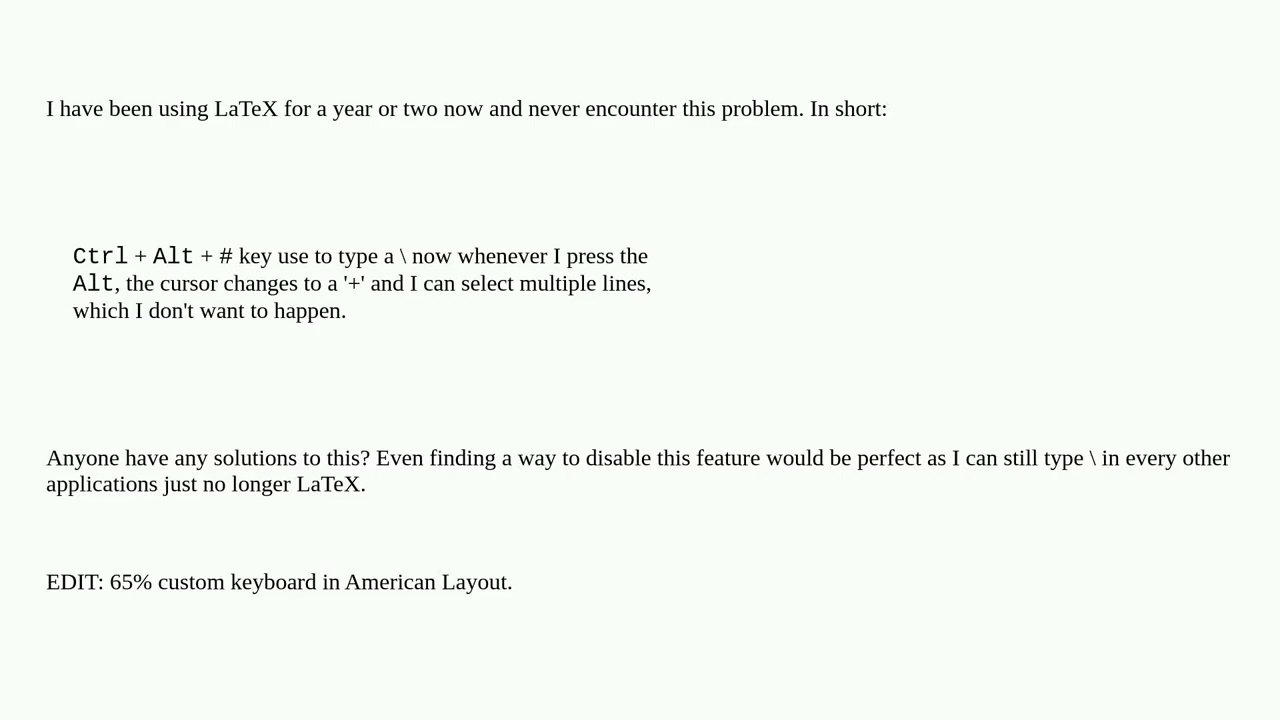 I have been using LaTeX for a year or two now and never encounter this problem. In short:
Ctrl + Alt + # key use to type a \ now whenever I press the
Alt, the cursor changes to a '+' and I can select multiple lines,
which I don't want to happen.
Anyone have any solutions to this? Even finding a way to disable this feature would be perfect as I can still type \ in every other
applications just no longer LaTeX.
EDIT: 65% custom keyboard in American Layout.